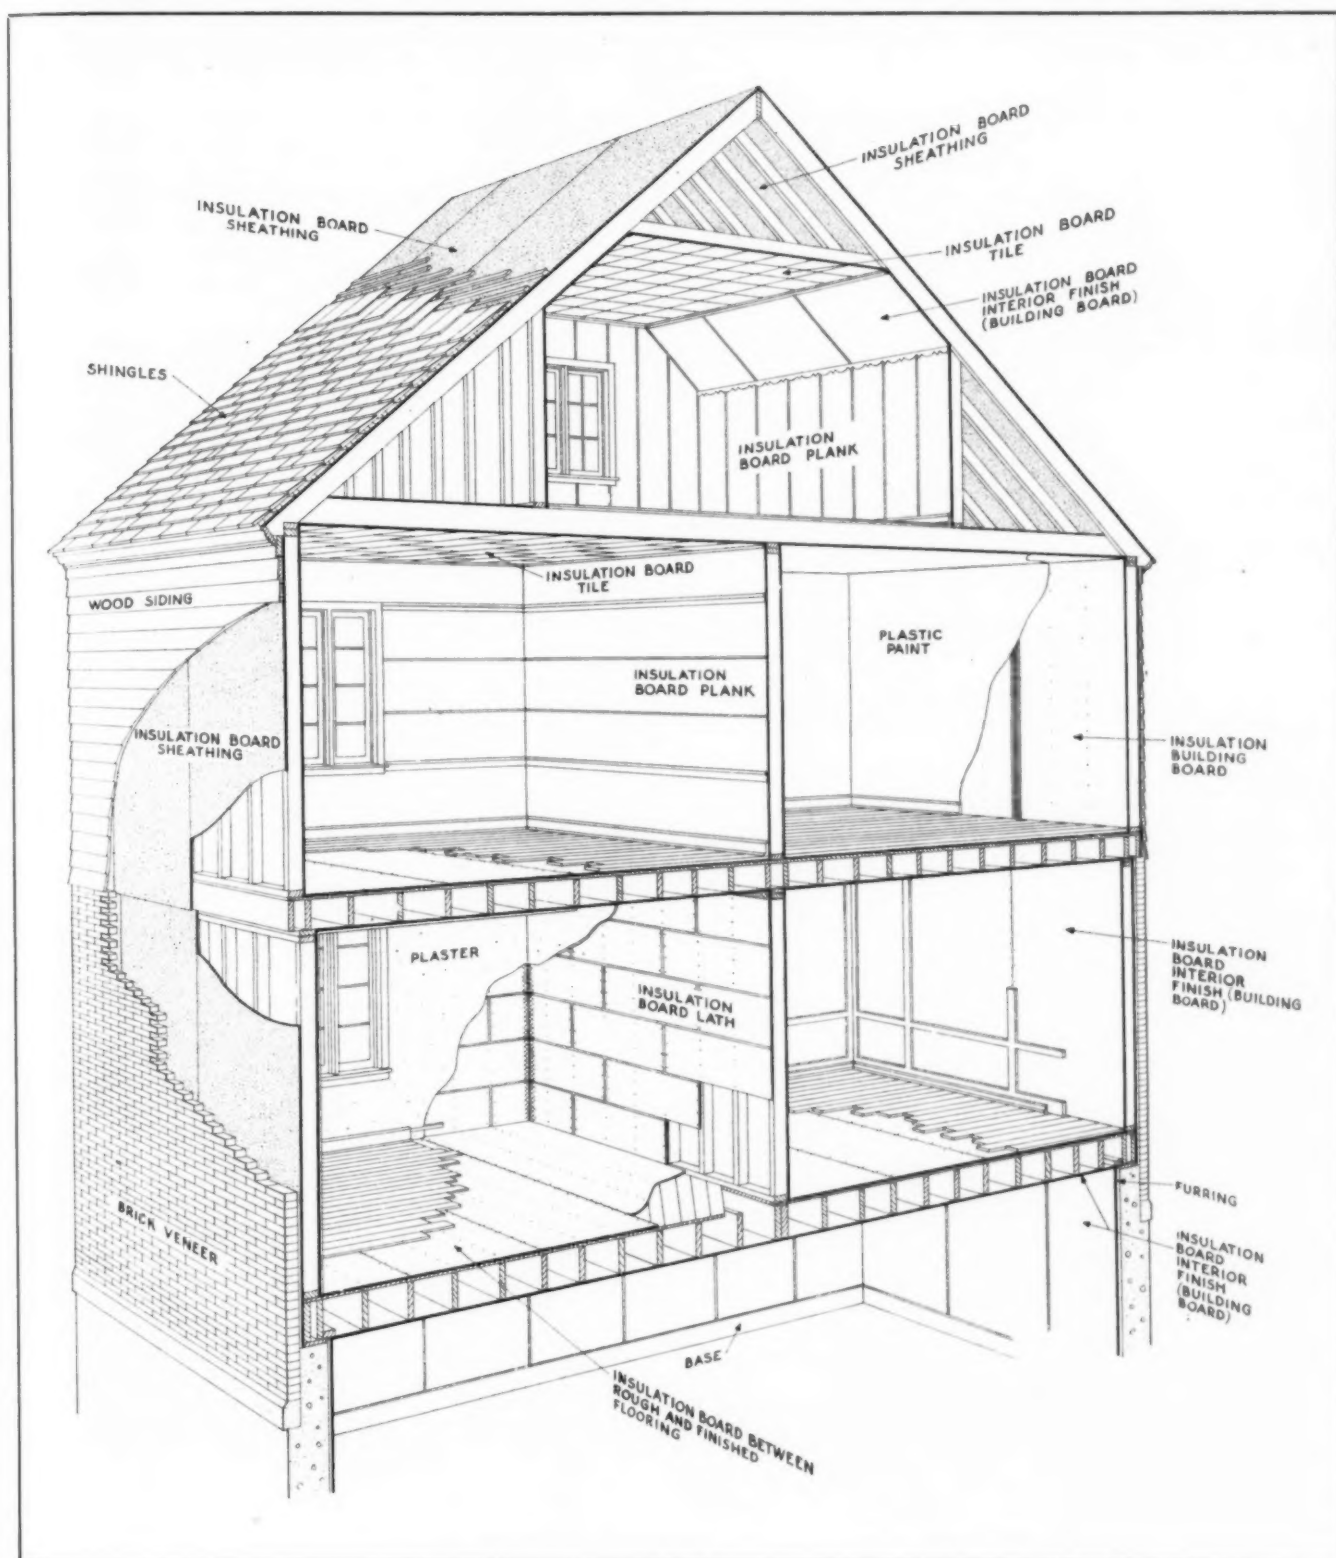 INSULATION BOARD
SHEATHING
INSULATION BOARD
SHEATHING
INSULATION BOARD
TILE
INSULATION BOARD
INTERIOR FINISH
(BUILDING BOARD)
SHINGLES
INSULATION
BOARD PLANK
INSULATION BOARD
TILE
WOOD SIDING
PLASTIC
PAINT
INSULATION
BOARD PLANK
INSULATION BOARD
SHEATHING
INSULATION
BUILDING
BOARD
PLASTER
INSULATION
BOARD LATH
INSULATION
BOARD
INTERIOR
FINISH (BUILDING
BOARD)
FURRING
BRICK VENEER
INSULATION
BOARD
INTERIOR
FINISH
(BUILDING
BOARD)
BASE
INSULATION BOARD BETWEEN
ROUGH AND FINISHED
FLOORING